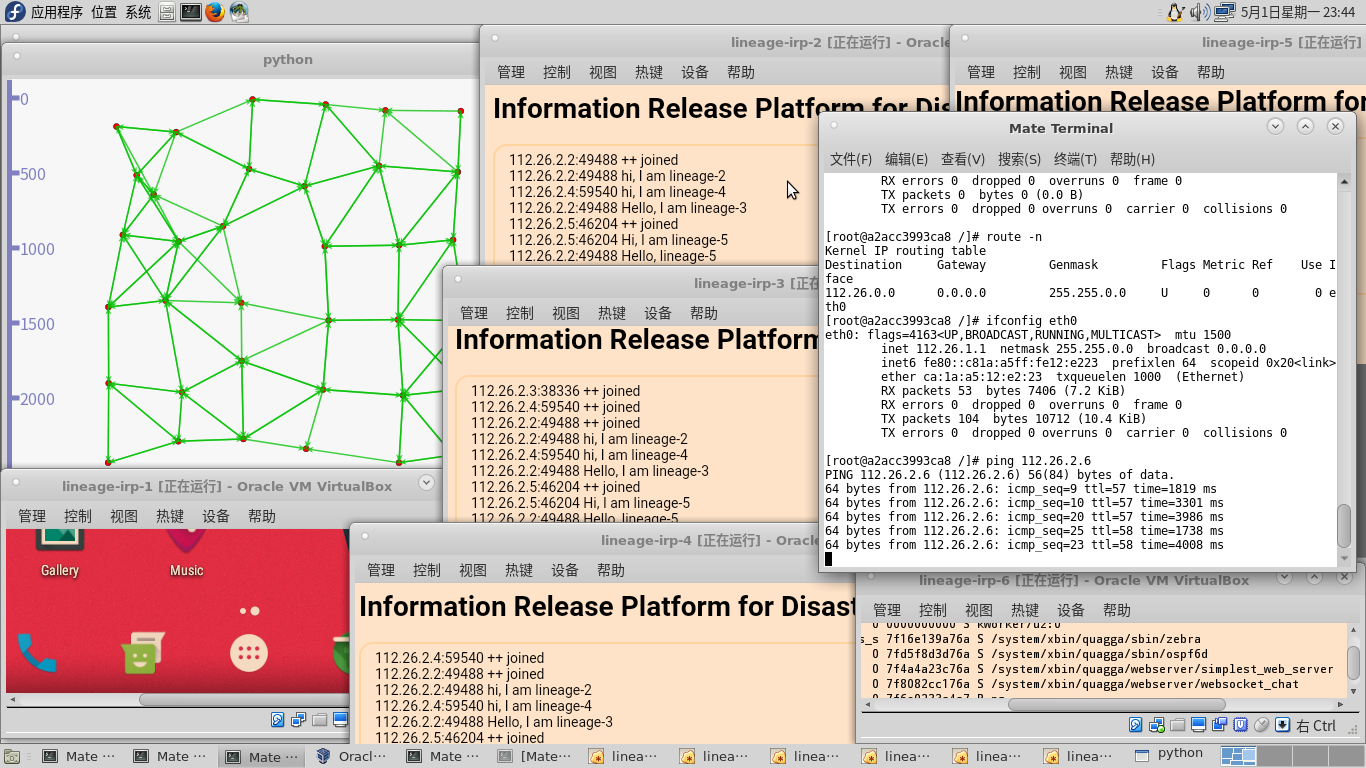 应用程序 位置 系统 5月1日星期一 23:44
python
0
500
1000
1500
2000
lineage-irp-2 [正在运行] - Oracle
管理 控制 视图 热键 设备 帮助
Information Release Platform for Dis
112.26.2.2:49488 ++ joined
112.26.2.2:49488 hi, I am lineage-2
112.26.2.4:59540 hi, I am lineage-4
112.26.2.2:49488 Hello, I am lineage-3
112.26.2.5:46204 ++ joined
112.26.2.5:46204 Hi, I am lineage-5
112.26.2.2:49488 Hello, lineage-5
lineage-irp-5 [正在运行]
管理 控制 视图 热键 设备 帮助
Information Release Platform for
Mate Terminal
文件(F) 编辑(E) 查看(V) 搜索(S) 终端(T) 帮助(H)
RX errors 0 dropped 0 overruns 0 frame 0
TX packets 0 bytes 0 (0.0 B)
TX errors 0 dropped 0 overruns 0 carrier 0 collisions 0
[root@a2acc3993ca8 /]# route -n
Kernel IP routing table
Destination Gateway Genmask Flags Metric Ref Use I
face
112.26.0.0 0.0.0.0 255.255.0.0 U 0 0 0 e
th0
[root@a2acc3993ca8 /]# ifconfig eth0
eth0: flags=4163<UP,BROADCAST,RUNNING,MULTICAST> mtu 1500
inet 112.26.1.1 netmask 255.255.0.0 broadcast 0.0.0.0
inet6 fe80::c81a:a5ff:fe12:e223 prefixlen 64 scopeid 0x20<link>
ether ca:1a:a5:12:e2:23 txqueuelen 1000 (Ethernet)
RX packets 53 bytes 7406 (7.2 KiB)
RX errors 0 dropped 0 overruns 0 frame 0
TX packets 104 bytes 10712 (10.4 KiB)
TX errors 0 dropped 0 overruns 0 carrier 0 collisions 0
[root@a2acc3993ca8 /]# ping 112.26.2.6
PING 112.26.2.6 (112.26.2.6) 56(84) bytes of data.
64 bytes from 112.26.2.6: icmp_seq=9 ttl=57 time=1819 ms
64 bytes from 112.26.2.6: icmp_seq=10 ttl=57 time=3301 ms
64 bytes from 112.26.2.6: icmp_seq=20 ttl=57 time=3986 ms
64 bytes from 112.26.2.6: icmp_seq=25 ttl=58 time=1738 ms
64 bytes from 112.26.2.6: icmp_seq=23 ttl=58 time=4008 ms
lineage-irp-3 [正在运行]
管理 控制 视图 热键 设备 帮助
Information Release Platform
112.26.2.3:38336 ++ joined
112.26.2.4:59540 ++ joined
112.26.2.2:49488 ++ joined
112.26.2.2:49488 hi, I am lineage-2
112.26.2.4:59540 hi, I am lineage-4
112.26.2.2:49488 Hello, I am lineage-3
112.26.2.5:46204 ++ joined
112.26.2.5:46204 Hi, I am lineage-5
112.26.2.2:49488 Hello, lineage-5
lineage-irp-1 [正在运行] - Oracle VM VirtualBox
管理 控制 视图 热键 设备 帮助
Gallery
Music
lineage-irp-4 [正在运行] - Oracle
管理 控制 视图 热键 设备 帮助
Information Release Platform for Disast
112.26.2.4:59540 ++ joined
112.26.2.2:49488 ++ joined
112.26.2.2:49488 hi, I am lineage-2
112.26.2.4:59540 hi, I am lineage-4
112.26.2.2:49488 Hello, I am lineage-3
112.26.2.5:46204 ++ joined
lineage-irp-6 [正在运行] - Oracle VM VirtualBox
管理 控制 视图 热键 设备 帮助
s_s 7f16e139a76a S /system/xbin/quagga/sbin/zebra
0 7fd5f8d3d76a S /system/xbin/quagga/sbin/ospf6d
0 7f4a4a23c76a S /system/xbin/quagga/webserver/simplest_web_server
0 7f8082cc176a S /system/xbin/quagga/webserver/websocket_chat
右 Ctrl
Mate ··· Mate ··· Mate ··· Oracl··· Mate ··· [Mate··· linea··· linea··· linea··· linea··· linea··· linea··· python